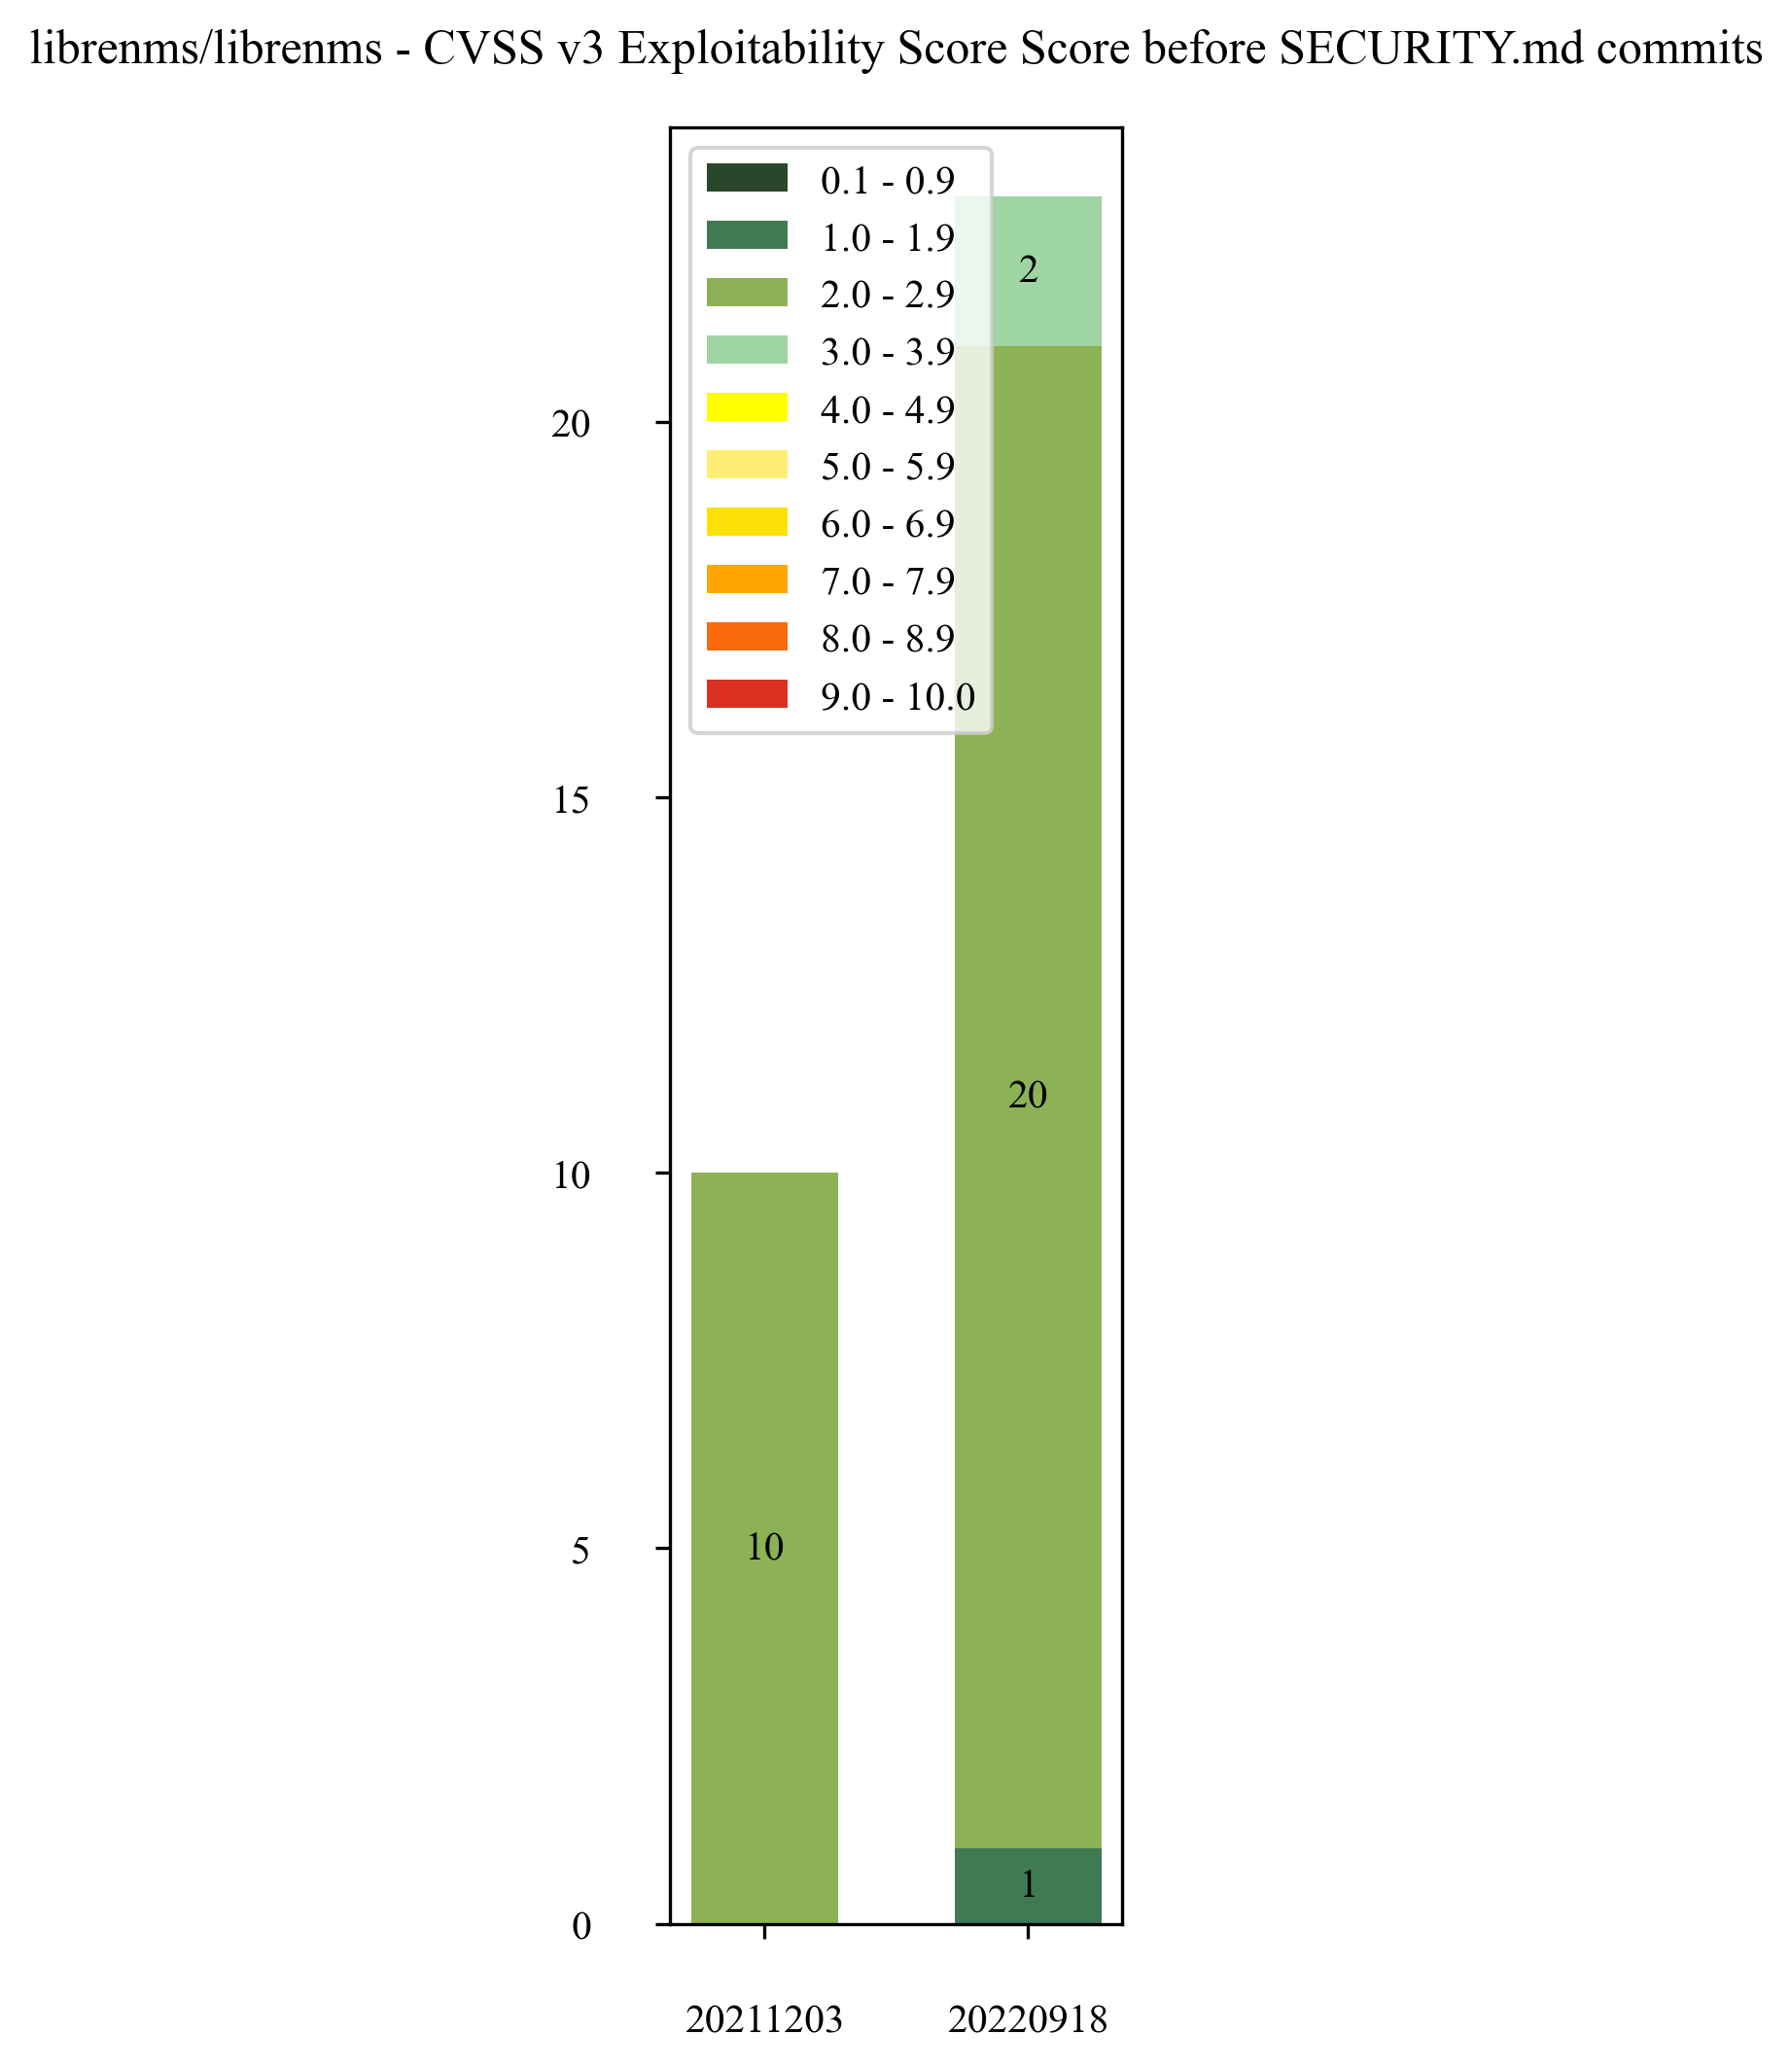 librenms/librenms - CVSS v3 Exploitability Score Score before SECURITY.md commits
0.1 - 0.9
1.0 - 1.9
2.0 - 2.9
3.0 - 3.9
4.0 - 4.9
5.0 - 5.9
6.0 - 6.9
7.0 - 7.9
8.0 - 8.9
9.0 - 10.0
2
20
15
20
10
10
5
1
0
20211203 20220918